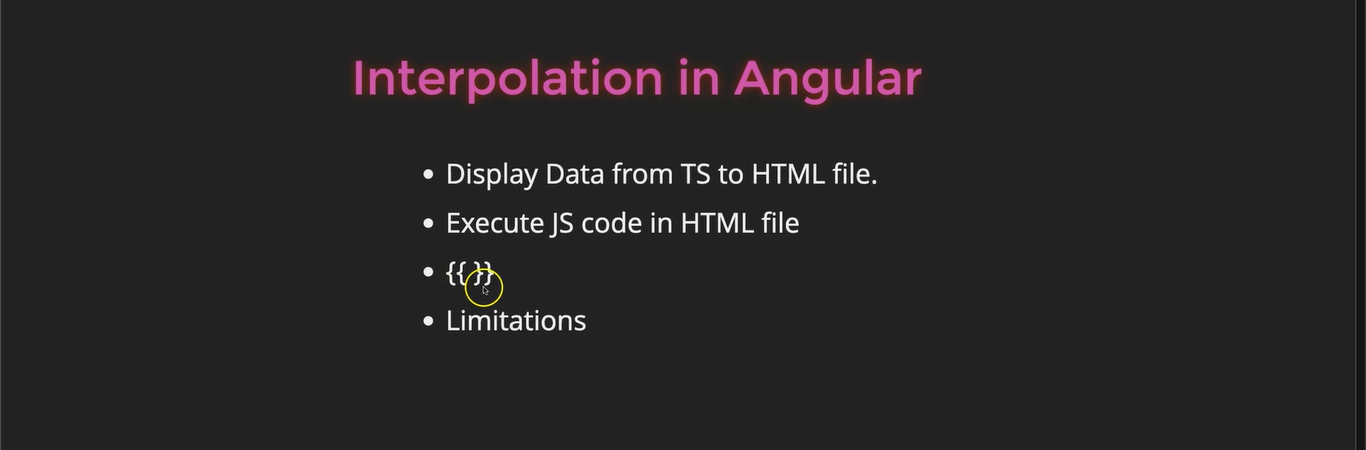 Interpolation in Angular
Display Data from TS to HTML file.
Execute JS code in HTML file
{{ }}
Limitations